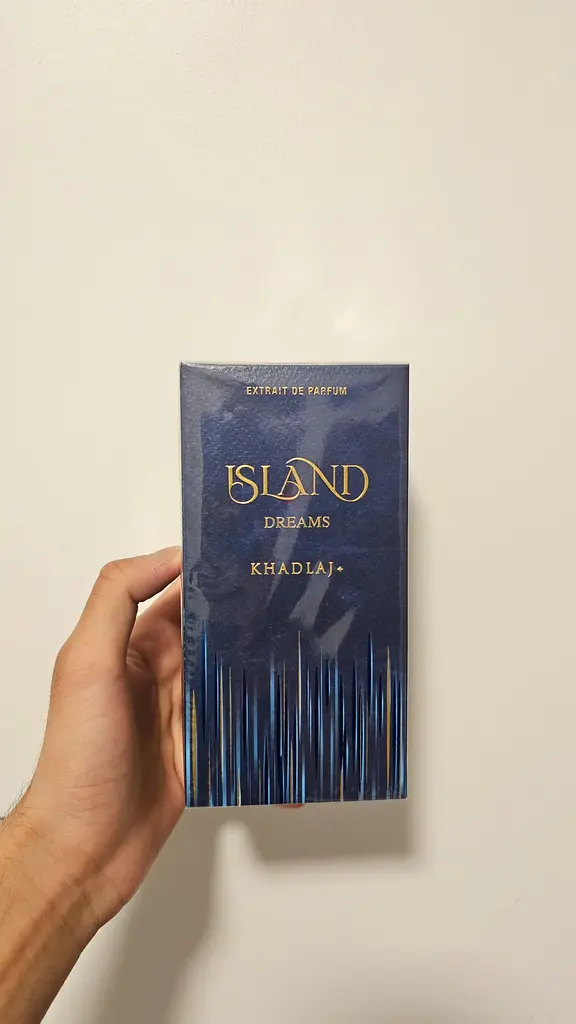 EXTRAIT DE PARFUM
ISLAND
DREAMS
KHADLAJ